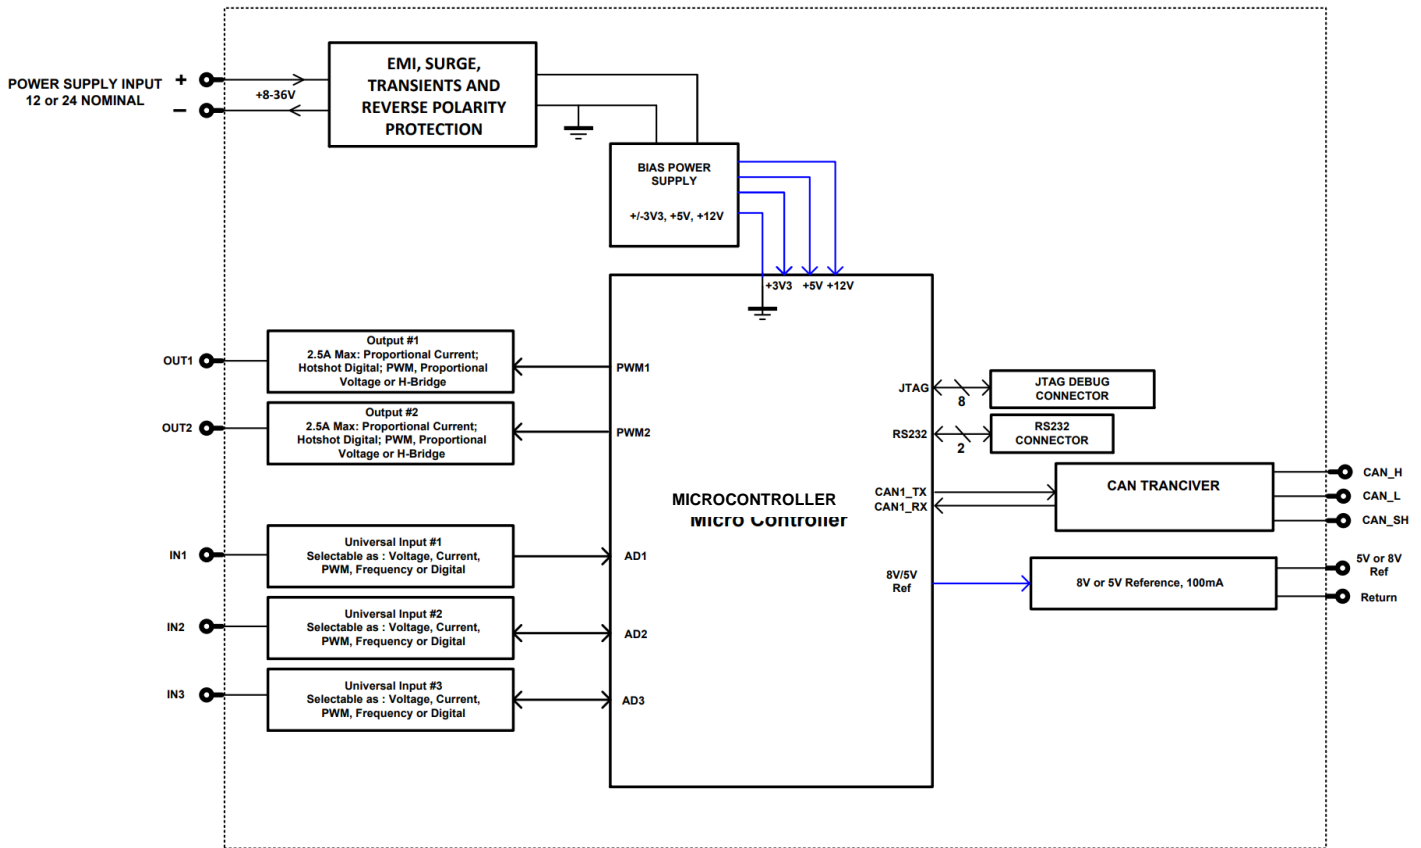 POWER SUPPLY INPUT
12 or 24 NOMINAL
+
−
+8-36V
EMI, SURGE,
TRANSIENTS AND
REVERSE POLARITY
PROTECTION
BIAS POWER
SUPPLY
+/-3V3, +5V, +12V
+3V3 +5V +12V
OUT1
Output #1
2.5A Max: Proportional Current;
Hotshot Digital; PWM, Proportional
Voltage or H-Bridge
PWM1
OUT2
Output #2
2.5A Max: Proportional Current;
Hotshot Digital; PWM, Proportional
Voltage or H-Bridge
PWM2
IN1
Universal Input #1
Selectable as : Voltage, Current,
PWM, Frequency or Digital
AD1
IN2
Universal Input #2
Selectable as : Voltage, Current,
PWM, Frequency or Digital
AD2
IN3
Universal Input #3
Selectable as : Voltage, Current,
PWM, Frequency or Digital
AD3
MICROCONTROLLER
Micro Controller
JTAG
8
JTAG DEBUG
CONNECTOR
RS232
2
RS232
CONNECTOR
CAN1_TX
CAN1_RX
CAN TRANCIVER
CAN_H
CAN_L
CAN_SH
8V/5V
Ref
8V or 5V Reference, 100mA
5V or 8V
Ref
Return